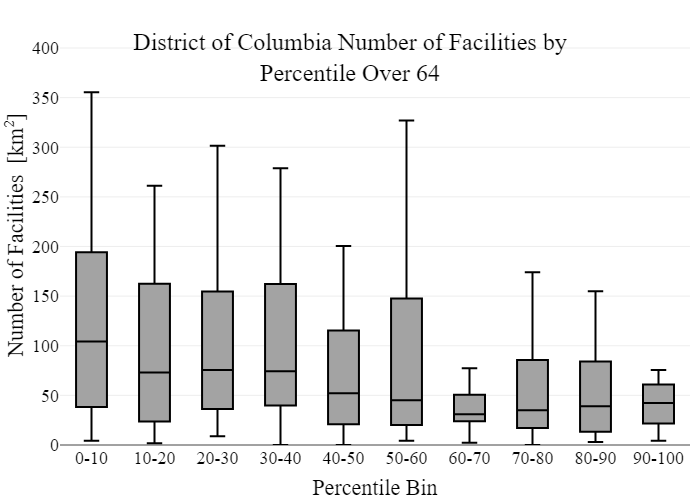 District of Columbia Number of Facilities by
Percentile Over 64
Number of Facilities [km²]
400
350
300
250
200
150
100
50
0
0-10 10-20 20-30 30-40 40-50 50-60 60-70 70-80 80-90 90-100
Percentile Bin